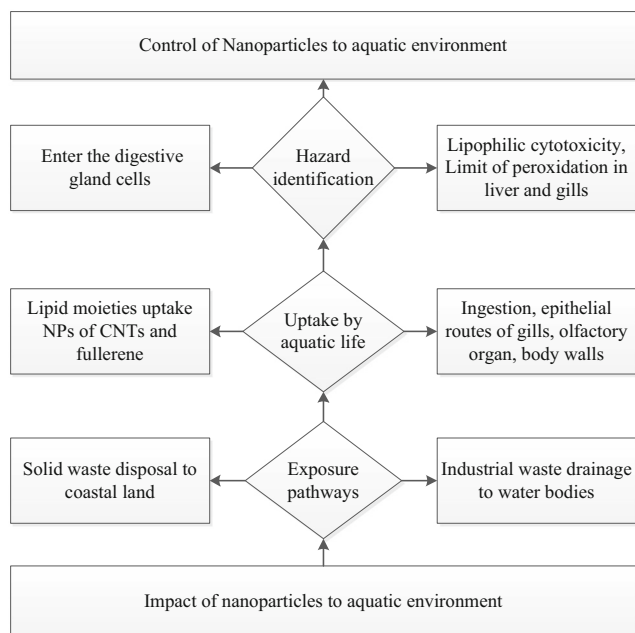 Control of Nanoparticles to aquatic environment
Enter the digestive
gland cells
Hazard
identification
Lipophilic cytotoxicity,
Limit of peroxidation in
liver and gills
Lipid moieties uptake
NPs of CNTs and
fullerene
Uptake by
aquatic life
Ingestion, epithelial
routes of gills, olfactory
organ, body walls
Solid waste disposal to
coastal land
Exposure
pathways
Industrial waste drainage
to water bodies
Impact of nanoparticles to aquatic environment